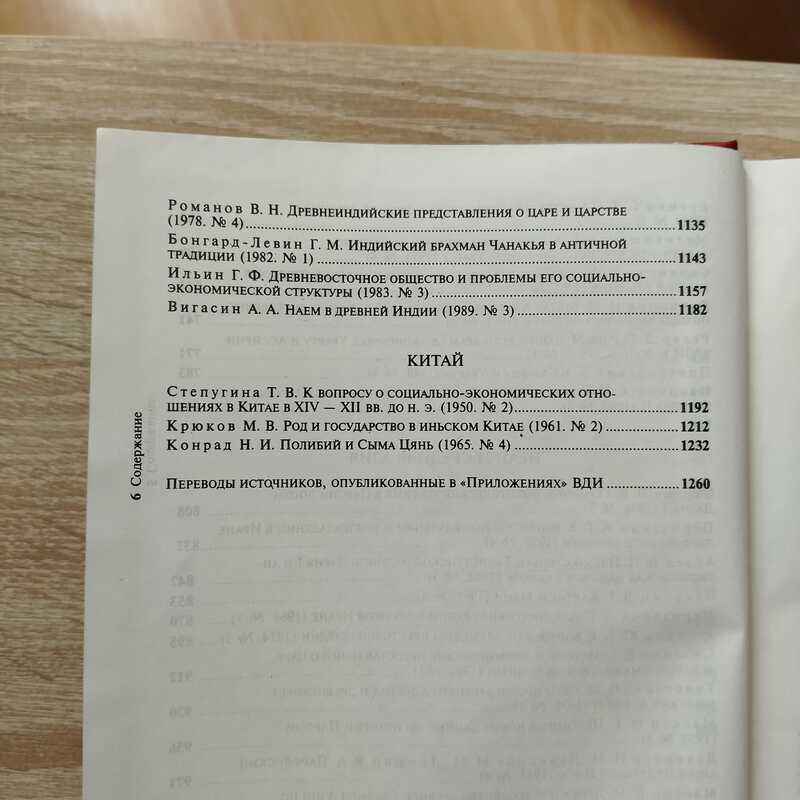 Романов В. Н. Древнеиндийские представления о царе и царстве
(1978. № 4) 1135
Бонгард-Левин Г. М. Индийский брахман Чанакья в античной
традиции (1982. № 1) 1143
Ильин Г. Ф. Древневосточное общество и проблемы его социально-
экономической структуры (1983. № 3) 1157
Вигасин А. А. Наем в древней Индии (1989. № 3) 1182
КИТАЙ
Степугина Т. В. К вопросу о социально-экономических отно-
шениях в Китае в XIV — XII вв. до н. э. (1950. № 2) 1192
Крюков М. В. Род и государство в иньском Китае (1961. № 2) 1212
Конрад Н. И. Полибий и Сыма Цянь (1965. № 4) 1232
Переводы источников, опубликованные в «Приложениях» ВДИ 1260
6 Содержание